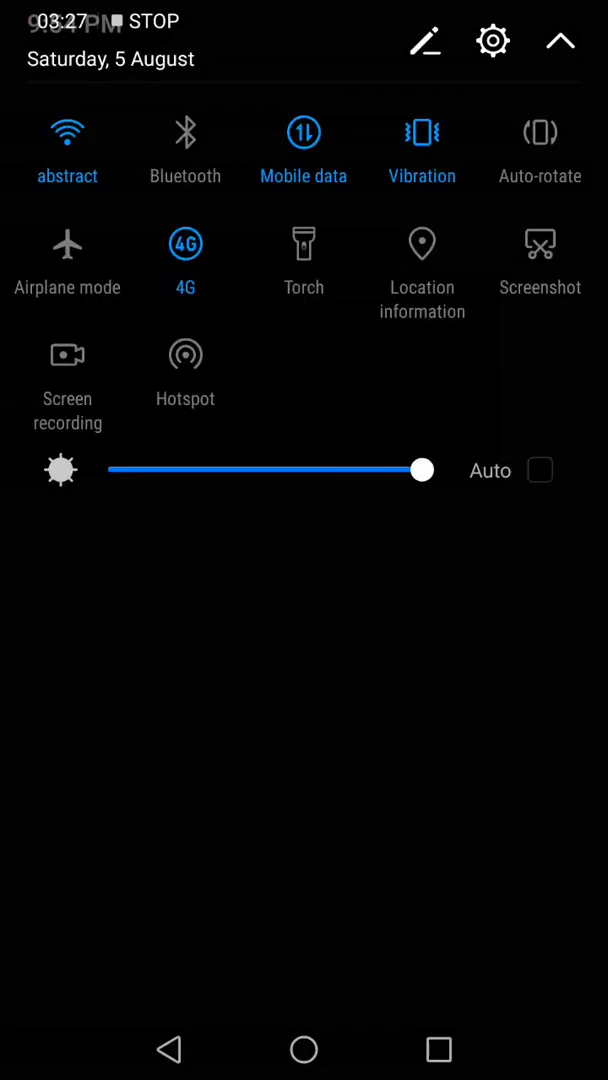 03:27 STOP
Saturday, 5 August
abstract Bluetooth Mobile data Vibration Auto-rotate
4G
Airplane mode 4G Torch Location information Screenshot
Screen recording Hotspot
Auto